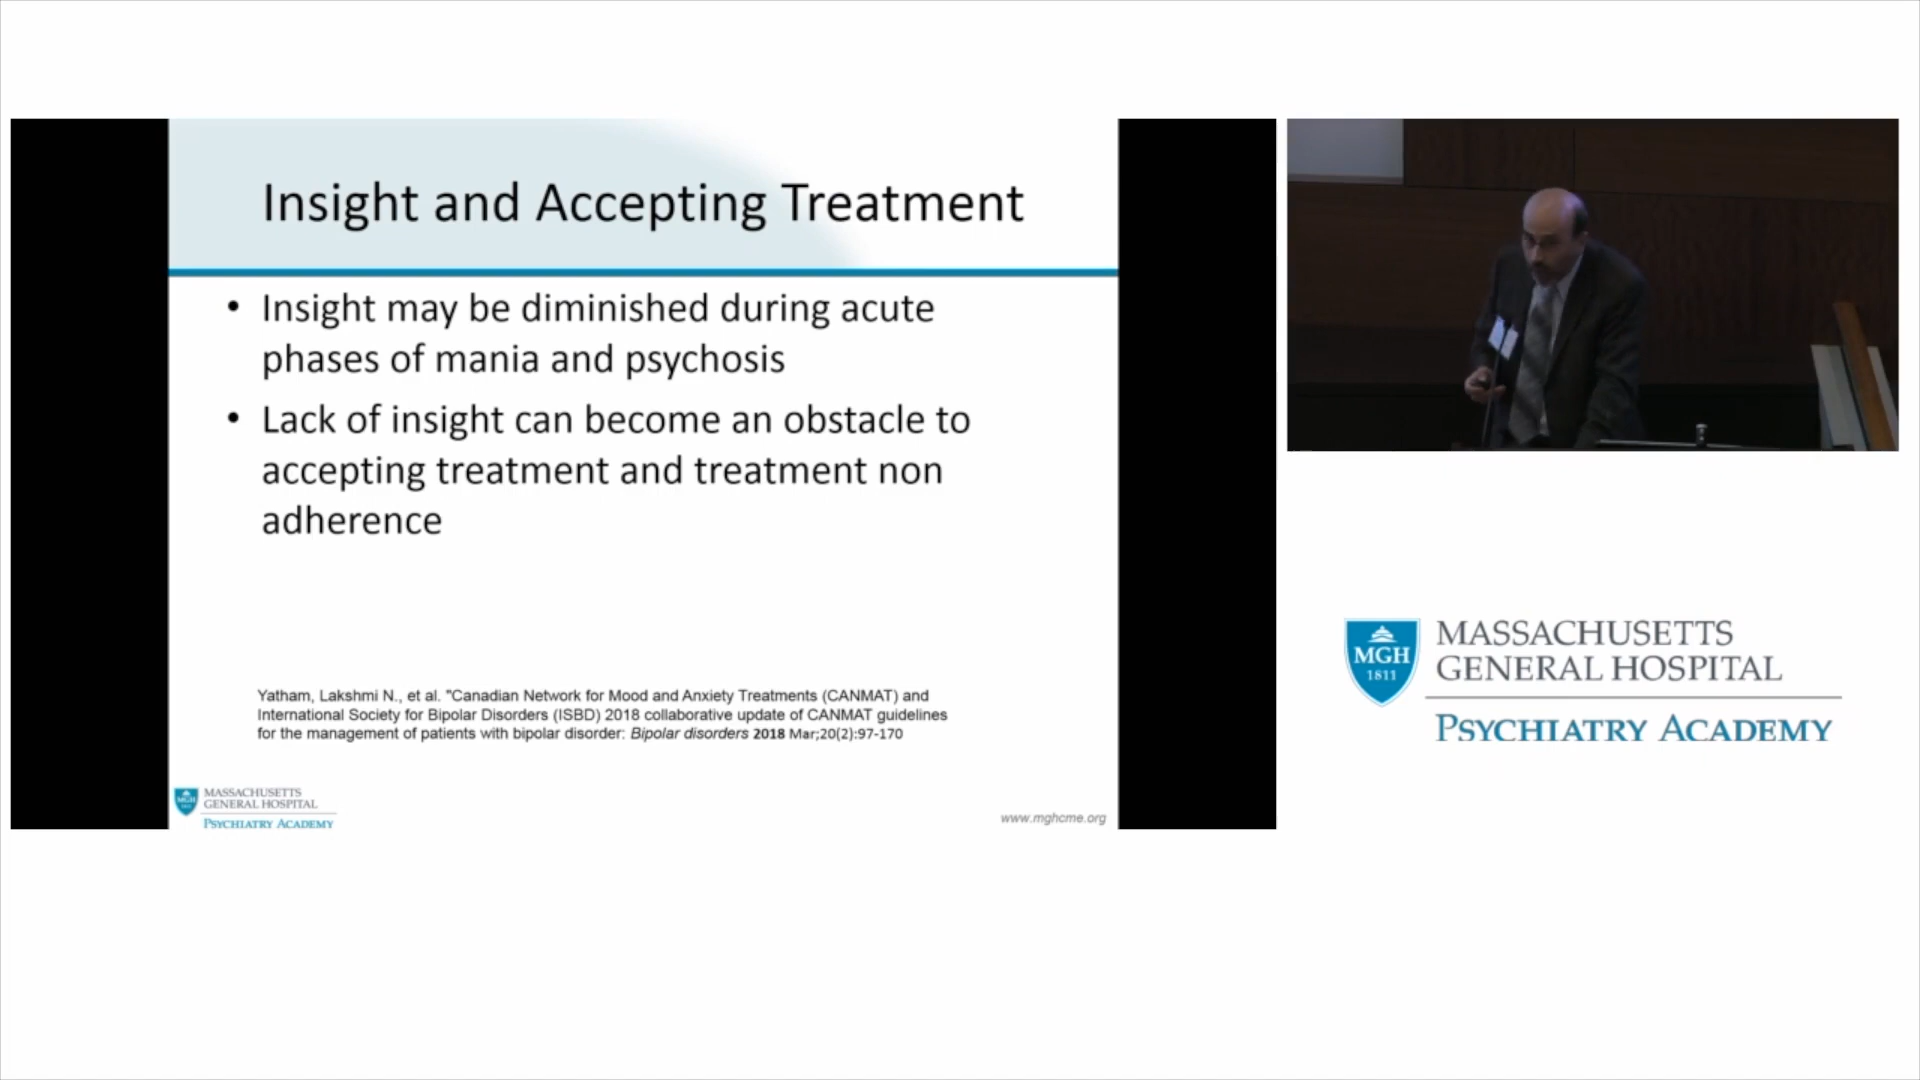 Insight and Accepting Treatment
• Insight may be diminished during acute
phases of mania and psychosis
• Lack of insight can become an obstacle to
accepting treatment and treatment non
adherence
Yatham, Lakshmi N., et al. "Canadian Network for Mood and Anxiety Treatments (CANMAT) and
International Society for Bipolar Disorders (ISBD) 2018 collaborative update of CANMAT guidelines
for the management of patients with bipolar disorder: Bipolar disorders 2018 Mar;20(2):97-170
MGH
MASSACHUSETTS
GENERAL HOSPITAL
PSYCHIATRY ACADEMY
www.mghcme.org
MGH
1811
MASSACHUSETTS
GENERAL HOSPITAL
PSYCHIATRY ACADEMY